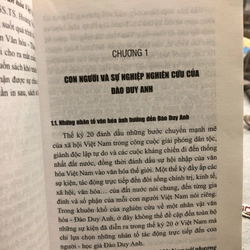 CHƯƠNG 1
CON NGƯỜI VÀ SỰ NGHIỆP NGHIÊN CỨU CỦA
ĐÀO DUY ANH
1.1. Những nhân tố văn hóa ảnh hưởng đến Đào Duy Anh
Thế kỷ 20 đánh dấu những bước chuyển mạnh mẽ
của xã hội Việt Nam trong công cuộc giải phóng dân tộc,
giành độc lập tự do và các cuộc kháng chiến đi đến thống
nhất đất nước, đồng thời đánh dấu sự hội nhập của văn
hóa Việt Nam vào văn hóa thế giới. Một thế kỷ đầy ắp các
sự kiện, tác động trực tiếp đến đời sống chính trị, kinh tế,
xã hội, văn hóa... của đất nước nói chung, đến trong gia
đình và số phận của mỗi con người Việt Nam nói riêng.
Trong khuôn khổ của nghiên cứu về một nhân vật văn
hóa - Đào Duy Anh, ở đây không thể đề cập đến toàn bộ
những sự kiện đã diễn ra trong thế kỷ 20 ở Việt Nam mà
chỉ lựa chọn những nhân tố tác động trực tiếp đến con
người - học giả Đào Duy Anh.